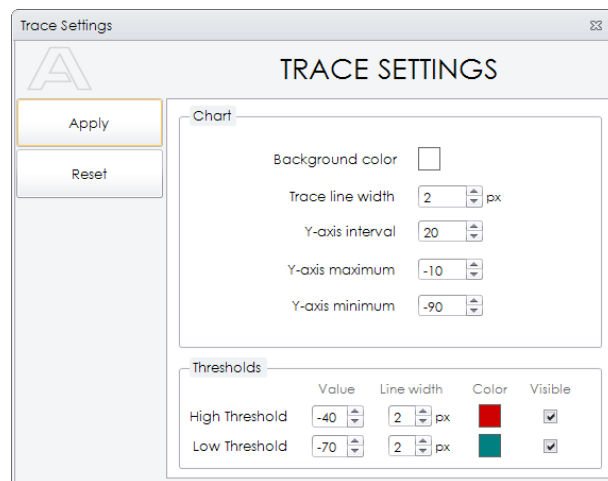 Trace Settings
TRACE SETTINGS
Apply
Reset
Chart
Background color
Trace line width 2 px
Y-axis interval 20
Y-axis maximum -10
Y-axis minimum -90
Thresholds
Value Line width Color Visible
High Threshold -40 2 px
Low Threshold -70 2 px